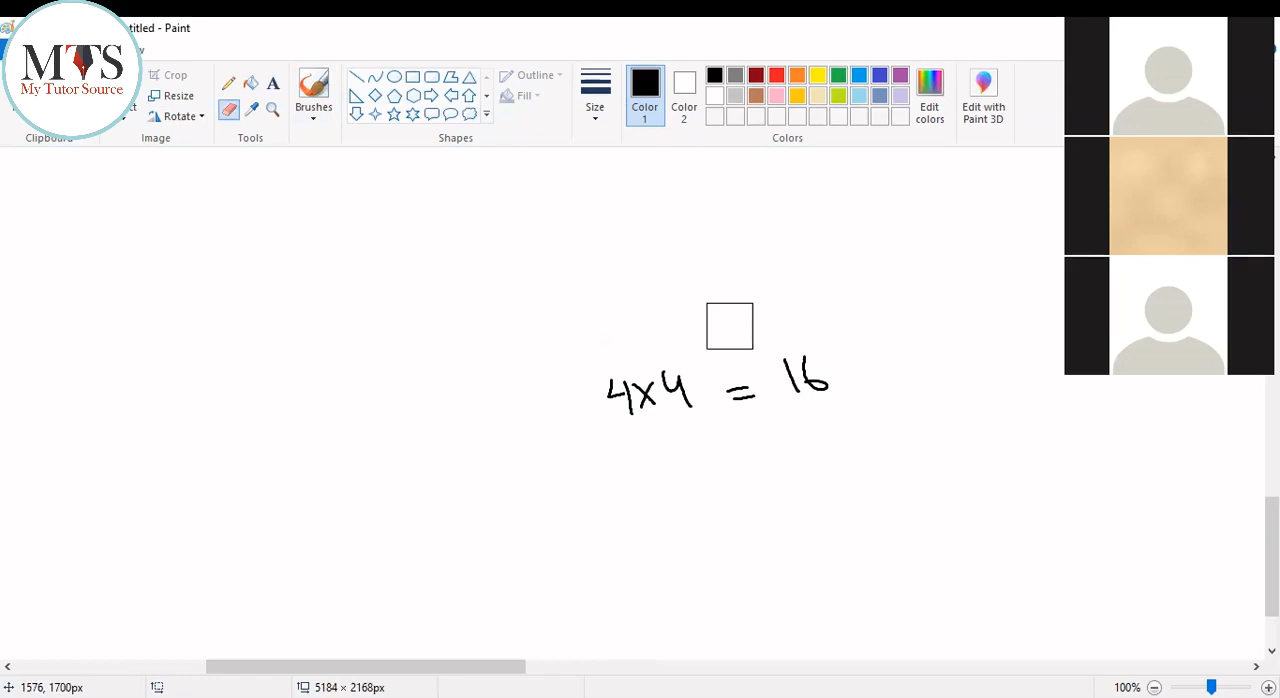 MTS
My Tutor Source
titled - Paint
Crop
Resize
Rotate
Image
Tools
Brushes
Shapes
Outline
Fill
Size
Color 1
Color 2
Colors
Edit colors
Edit with Paint 3D
4x4 = 16
1576, 1700px
5184 × 2168px
100%